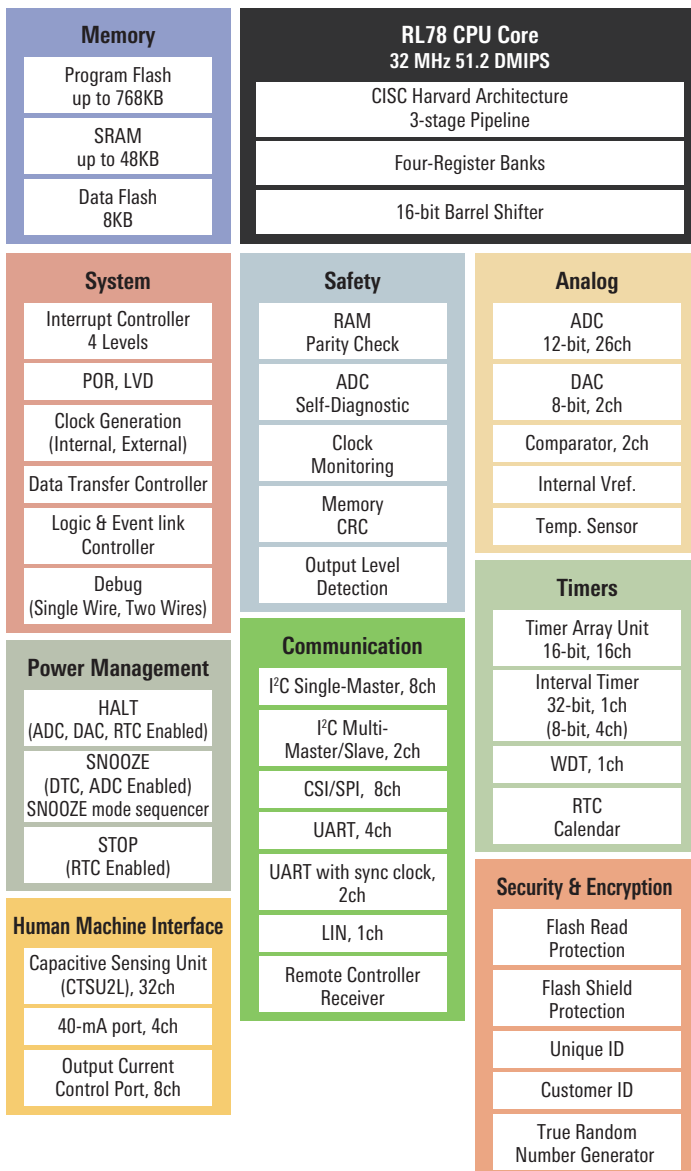 Memory
Program Flash
up to 768KB
SRAM
up to 48KB
Data Flash
8KB
RL78 CPU Core
32 MHz 51.2 DMIPS
CISC Harvard Architecture
3-stage Pipeline
Four-Register Banks
16-bit Barrel Shifter
System
Interrupt Controller
4 Levels
POR, LVD
Clock Generation
(Internal, External)
Data Transfer Controller
Logic & Event link
Controller
Debug
(Single Wire, Two Wires)
Safety
RAM
Parity Check
ADC
Self-Diagnostic
Clock
Monitoring
Memory
CRC
Output Level
Detection
Analog
ADC
12-bit, 26ch
DAC
8-bit, 2ch
Comparator, 2ch
Internal Vref.
Temp. Sensor
Power Management
HALT
(ADC, DAC, RTC Enabled)
SNOOZE
(DTC, ADC Enabled)
SNOOZE mode sequencer
STOP
(RTC Enabled)
Communication
I²C Single-Master, 8ch
I²C Multi-
Master/Slave, 2ch
CSI/SPI, 8ch
UART, 4ch
UART with sync clock,
2ch
LIN, 1ch
Remote Controller
Receiver
Timers
Timer Array Unit
16-bit, 16ch
Interval Timer
32-bit, 1ch
(8-bit, 4ch)
WDT, 1ch
RTC
Calendar
Human Machine Interface
Capacitive Sensing Unit
(CTSU2L), 32ch
40-mA port, 4ch
Output Current
Control Port, 8ch
Security & Encryption
Flash Read
Protection
Flash Shield
Protection
Unique ID
Customer ID
True Random
Number Generator